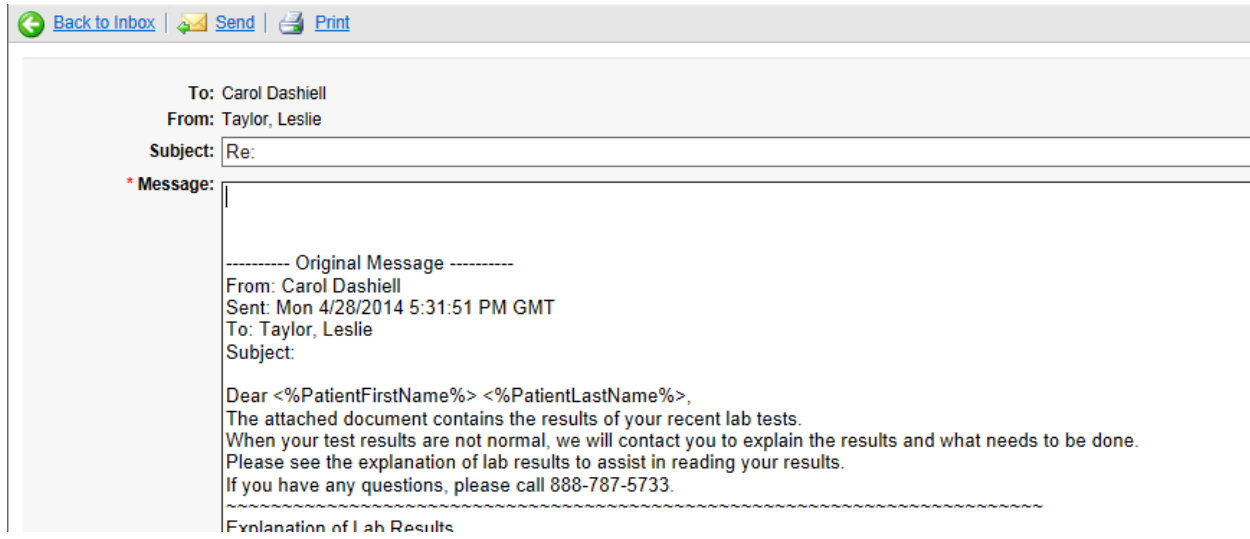 Back to Inbox | Send | Print
To: Carol Dashiell
From: Taylor, Leslie
Subject: Re:
* Message:
---------- Original Message ----------
From: Carol Dashiell
Sent: Mon 4/28/2014 5:31:51 PM GMT
To: Taylor, Leslie
Subject:
Dear <%PatientFirstName%> <%PatientLastName%>,
The attached document contains the results of your recent lab tests.
When your test results are not normal, we will contact you to explain the results and what needs to be done.
Please see the explanation of lab results to assist in reading your results.
If you have any questions, please call 888-787-5733.
~~~~~~~~~~~~~~~~~~~~~~~~~~~~~~~~~~~~~~~~~~~~~~~~~~~~~~~~~~~~~~~~~~~~~~
Explanation of Lab Results